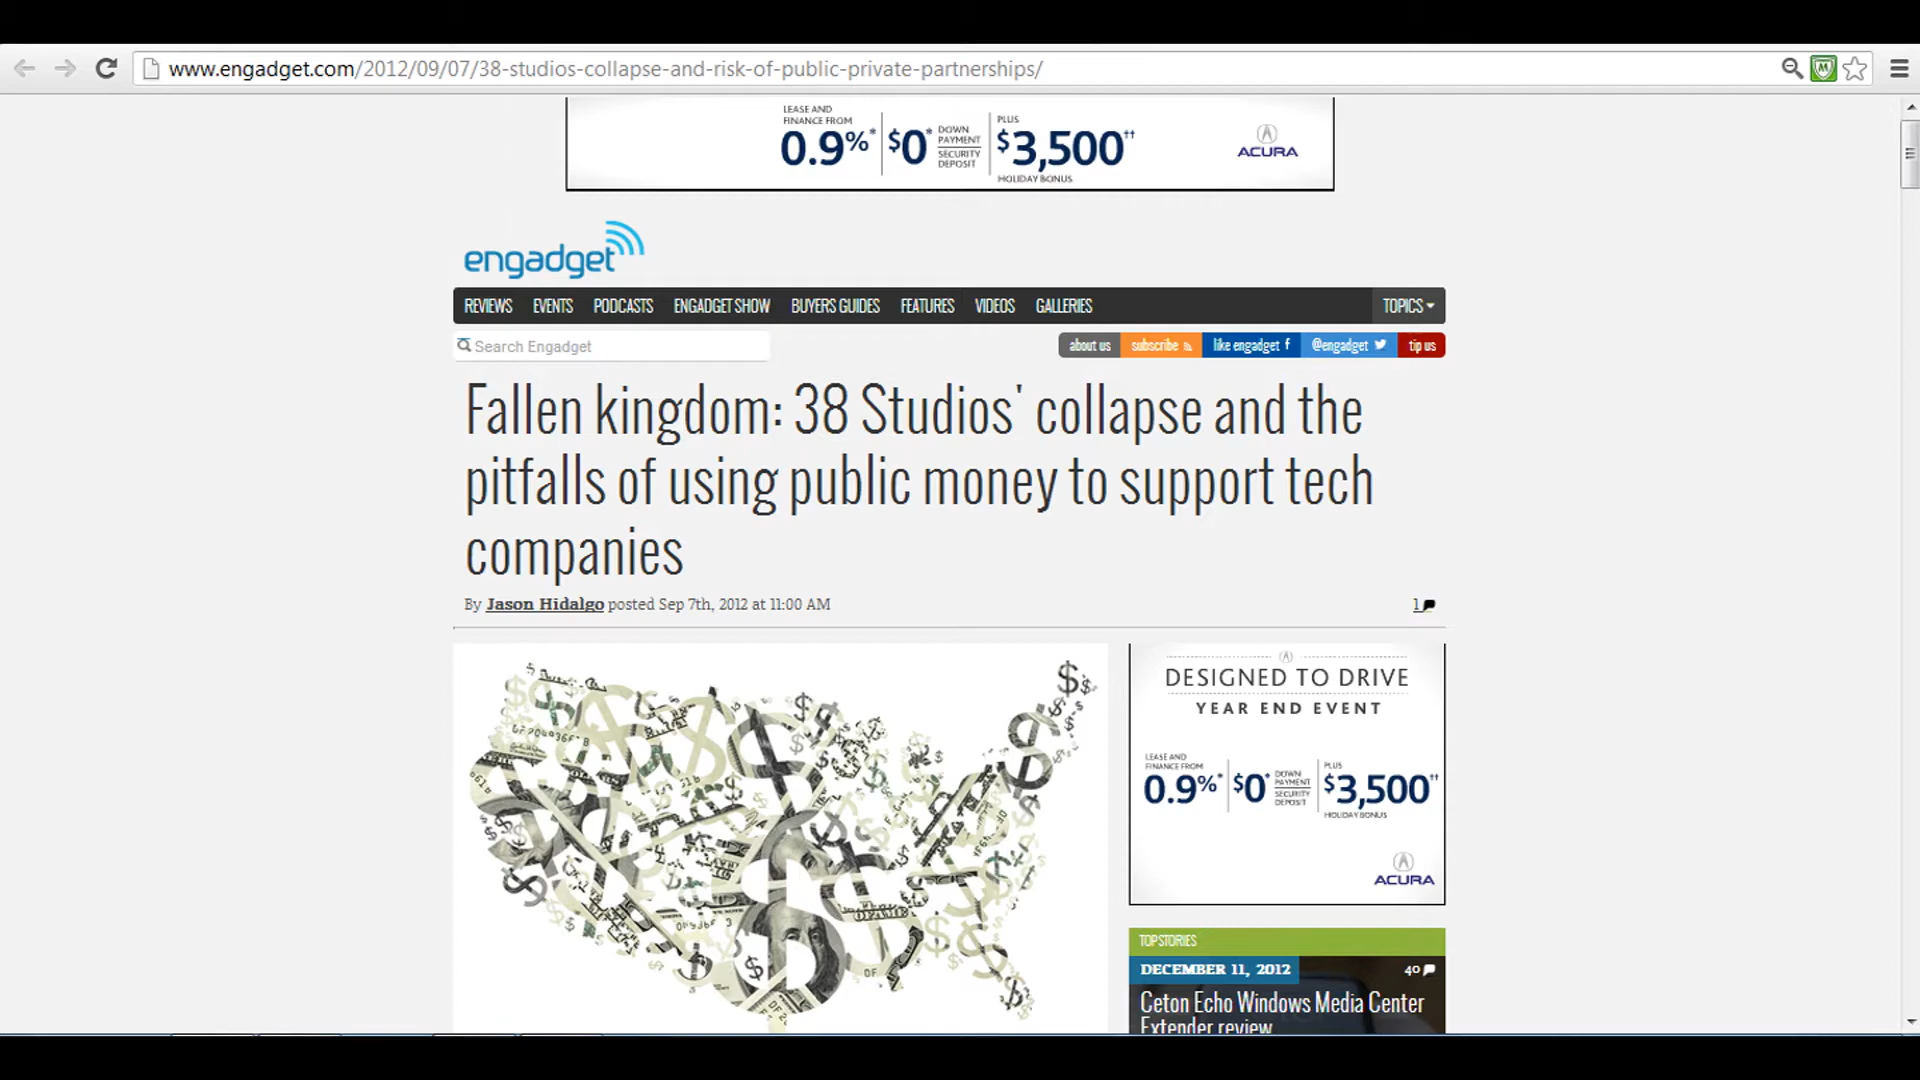 www.engadget.com/2012/09/07/38-studios-collapse-and-risk-of-public-private-partnerships/
LEASE AND
FINANCE FROM
0.9%*
$0*
DOWN
PAYMENT
SECURITY
DEPOSIT
PLUS
$3,500††
HOLIDAY BONUS
ACURA
engadget
REVIEWS EVENTS PODCASTS ENGADGET SHOW BUYERS GUIDES FEATURES VIDEOS GALLERIES TOPICS
Search Engadget
about us subscribe like engadget f @engadget tip us
Fallen kingdom: 38 Studios' collapse and the
pitfalls of using public money to support tech
companies
By Jason Hidalgo posted Sep 7th, 2012 at 11:00 AM
1
DESIGNED TO DRIVE
YEAR END EVENT
LEASE AND
FINANCE FROM
0.9%*
$0*
DOWN
PAYMENT
SECURITY
DEPOSIT
PLUS
$3,500††
HOLIDAY BONUS
ACURA
TOP STORIES
DECEMBER 11, 2012
40
Ceton Echo Windows Media Center
Extender review